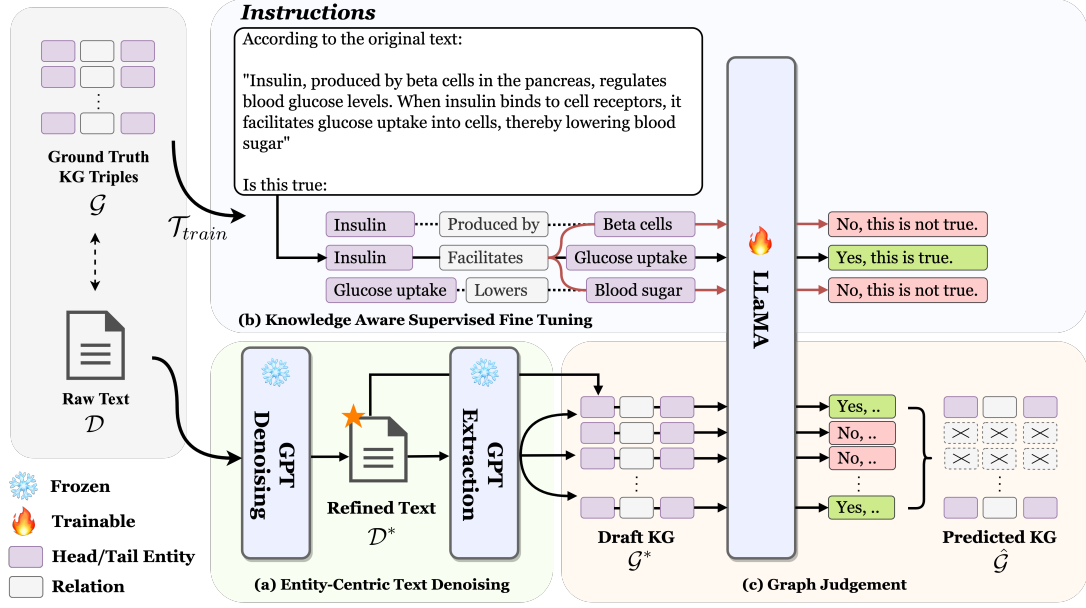 Instructions
According to the original text:
"Insulin, produced by beta cells in the pancreas, regulates
blood glucose levels. When insulin binds to cell receptors, it
facilitates glucose uptake into cells, thereby lowering blood
sugar"
Is this true:
Ground Truth
KG Triples
𝒢
𝒯train
Insulin Produced by Beta cells No, this is not true.
Insulin Facilitates Glucose uptake Yes, this is true.
Glucose uptake Lowers Blood sugar No, this is not true.
LLaMA
(b) Knowledge Aware Supervised Fine Tuning
Raw Text
𝒟
GPT
Denoising
Refined Text
𝒟*
GPT
Extraction
Draft KG
𝒢*
Yes, ..
No, ..
No, ..
Yes, ..
Predicted KG
𝒢̂
(a) Entity-Centric Text Denoising
(c) Graph Judgement
Frozen
Trainable
Head/Tail Entity
Relation